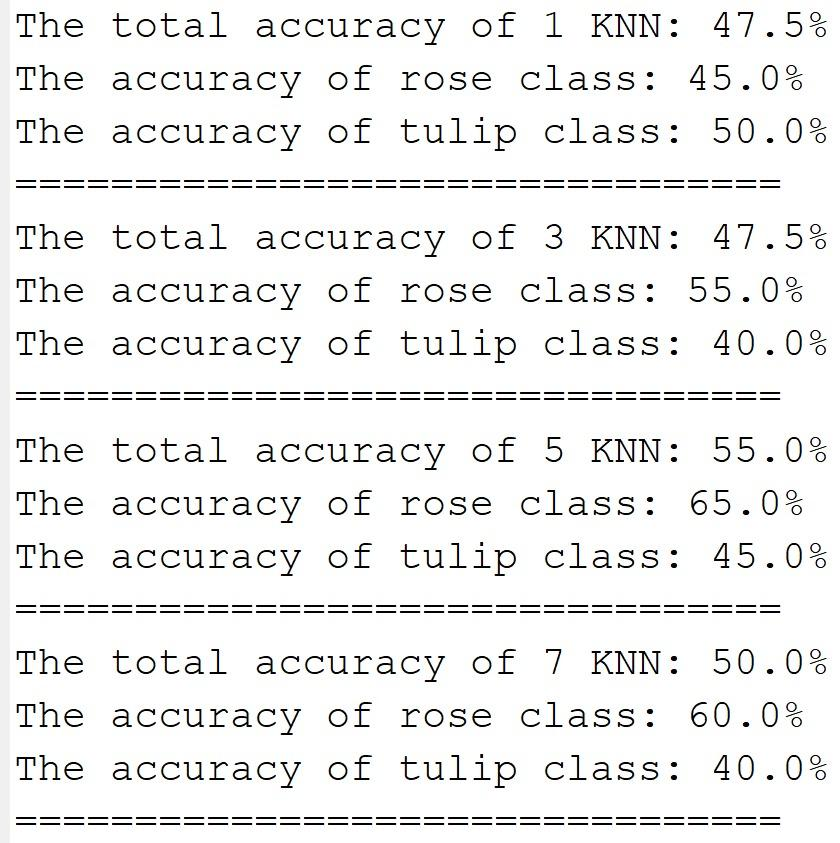 The total accuracy of 1 KNN: 47.5%
The accuracy of rose class: 45.0%
The accuracy of tulip class: 50.0%
================================
The total accuracy of 3 KNN: 47.5%
The accuracy of rose class: 55.0%
The accuracy of tulip class: 40.0%
================================
The total accuracy of 5 KNN: 55.0%
The accuracy of rose class: 65.0%
The accuracy of tulip class: 45.0%
================================
The total accuracy of 7 KNN: 50.0%
The accuracy of rose class: 60.0%
The accuracy of tulip class: 40.0%
================================